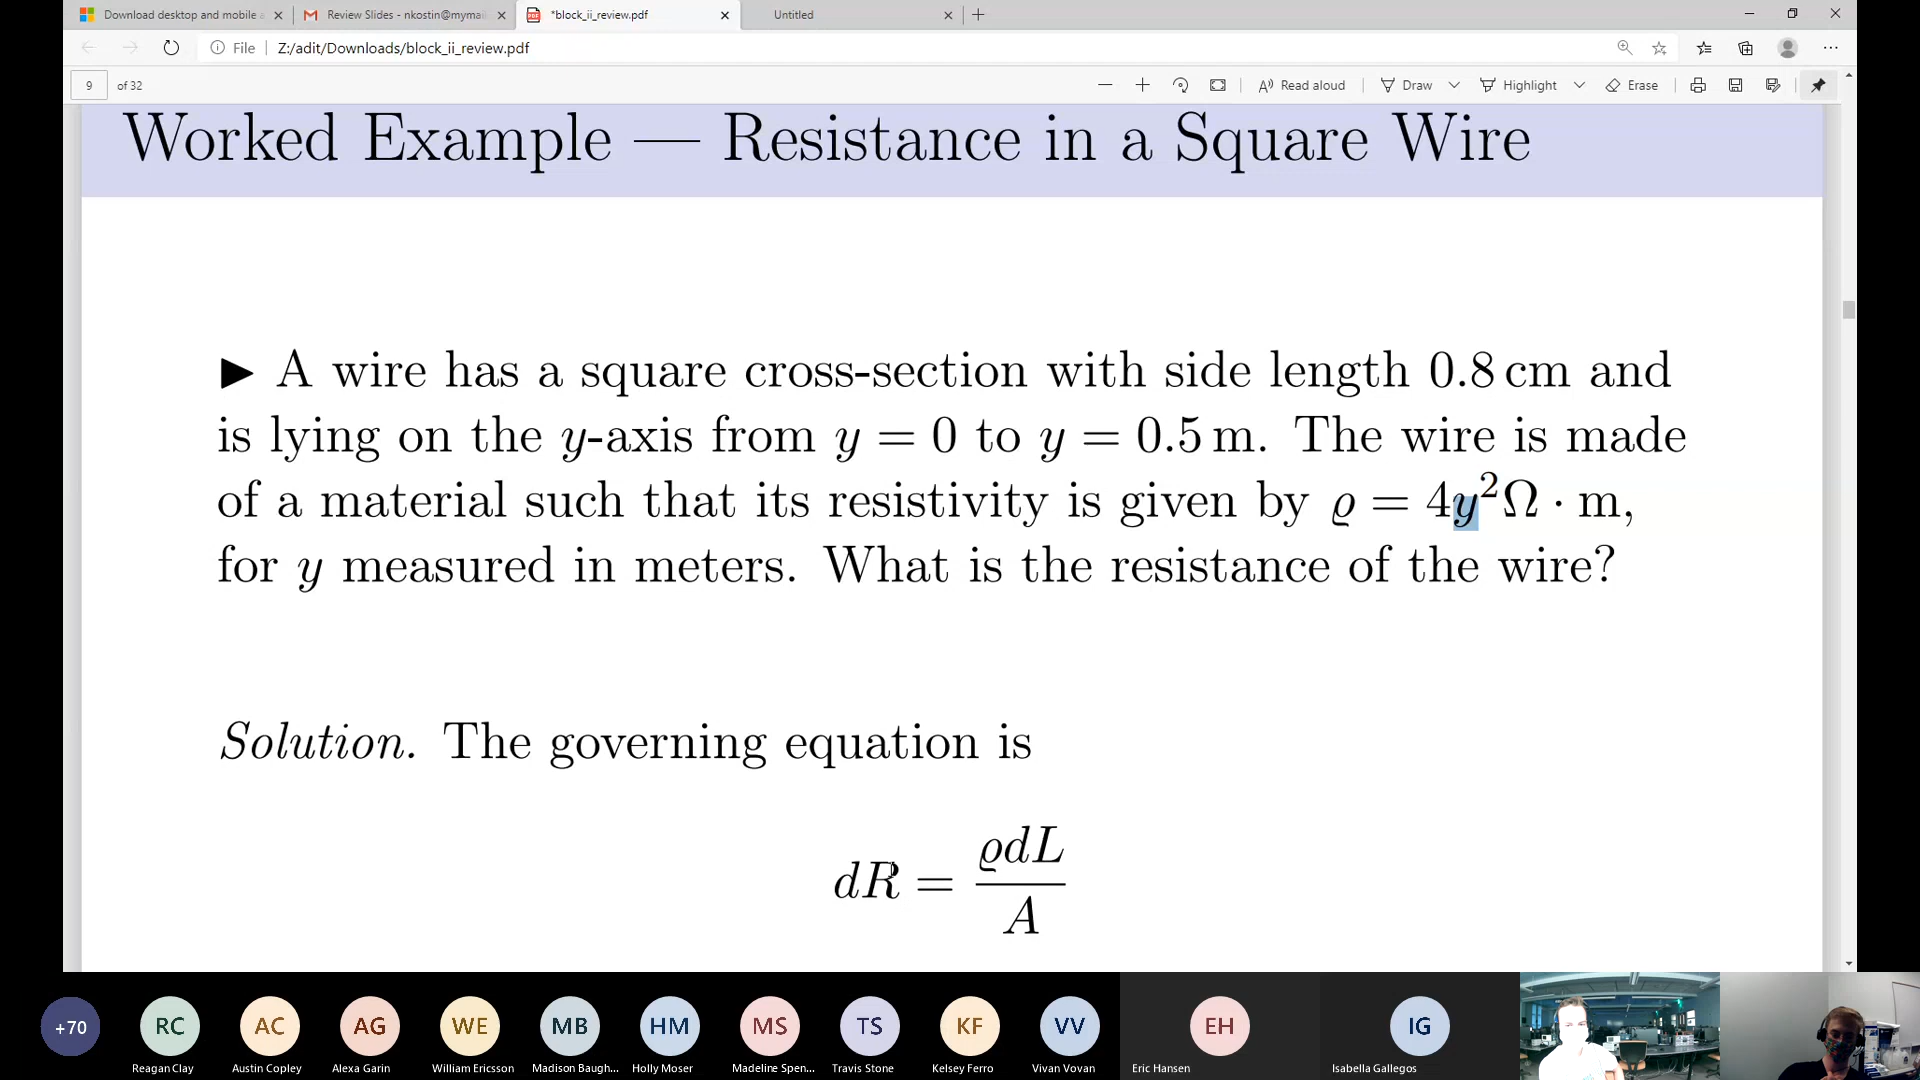 Download desktop and mobile a
Review Slides - nkostin@mymai
*block_ii_review.pdf
Untitled
File
Z:/adit/Downloads/block_ii_review.pdf
9 of 32
Read aloud
Draw
Highlight
Erase
Worked Example — Resistance in a Square Wire
▶ A wire has a square cross-section with side length 0.8 cm and
is lying on the y-axis from y = 0 to y = 0.5 m. The wire is made
of a material such that its resistivity is given by ϱ = 4y²Ω · m,
for y measured in meters. What is the resistance of the wire?
Solution. The governing equation is
dR = ϱdL / A
+70
RC
AC
AG
WE
MB
HM
MS
TS
KF
VV
EH
IG
Reagan Clay
Austin Copley
Alexa Garin
William Ericsson
Madison Baugh...
Holly Moser
Madeline Spen...
Travis Stone
Kelsey Ferro
Vivan Vovan
Eric Hansen
Isabella Gallegos